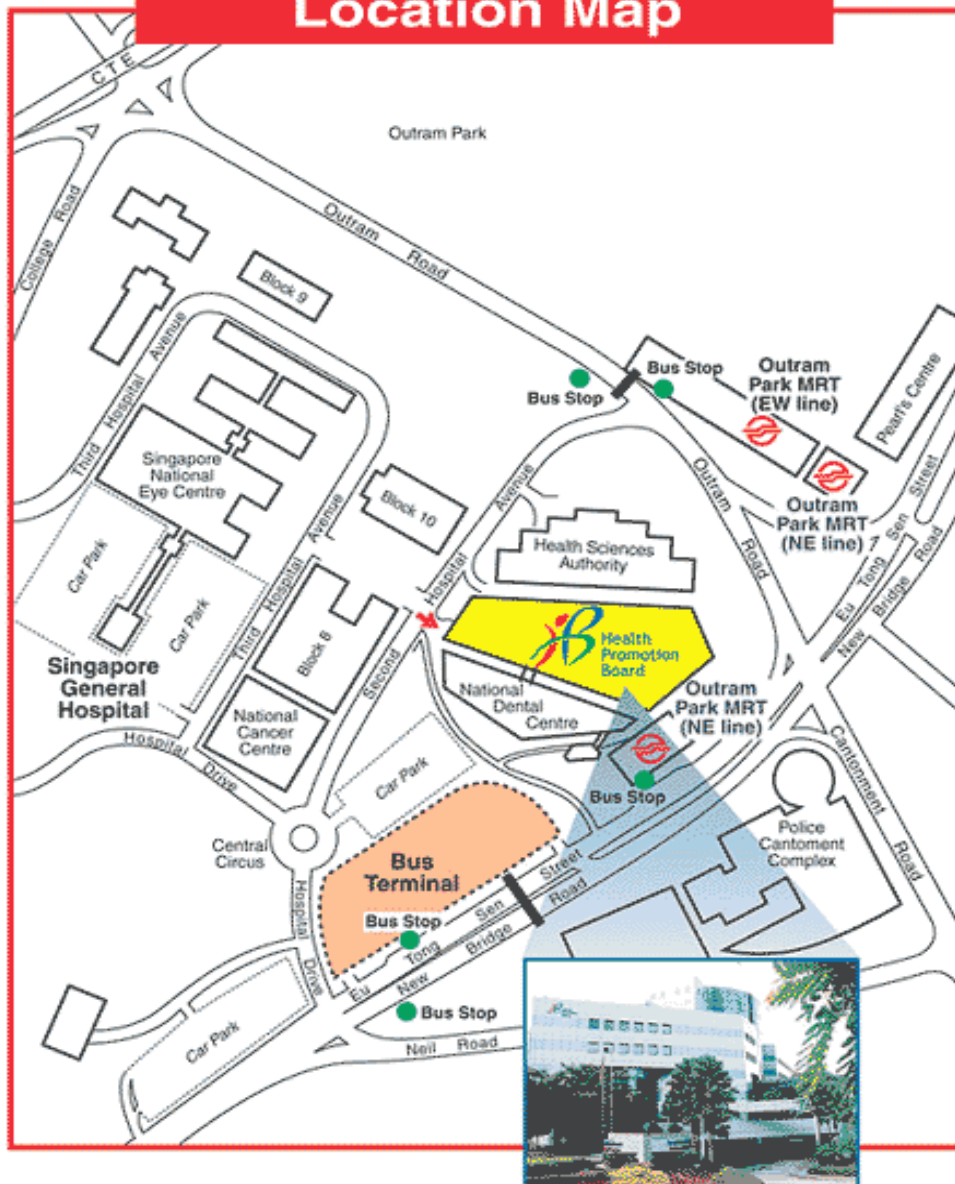 Location Map
CTE
Outram Park
College Road
Outram Road
Block 9
Third Hospital Avenue
Bus Stop
Bus Stop
Outram
Park MRT
(EW line)
Pearl's Centre
Singapore
National
Eye Centre
Block 10
Hospital Avenue
Outram Road
Outram
Park MRT
(NE line)
Eu Tong Sen Street
New Bridge Road
Health Sciences
Authority
Car Park
Car Park
Third Hospital Avenue
Block 8
Second
Health
Promotion
Board
Singapore
General
Hospital
National
Cancer
Centre
National
Dental
Centre
Outram
Park MRT
(NE line)
Hospital Drive
Car Park
Bus Stop
Cantonment Road
Police
Cantoment
Complex
Central
Circus
Bus
Terminal
Bus Stop
Hospital Drive
Eu Tong Sen Street
New Bridge Road
Bus Stop
Car Park
Neil Road